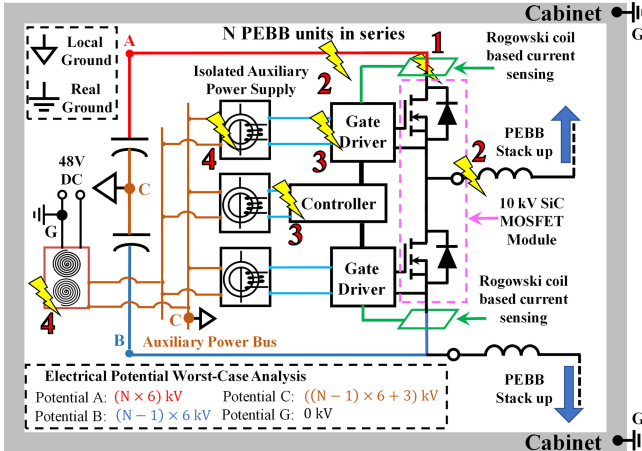 Cabinet
G
N PEBB units in series
Local
Ground
Real
Ground
A
1
2
Rogowski coil
based current
sensing
Isolated Auxiliary
Power Supply
Gate
Driver
4
3
PEBB
Stack up
2
48V
DC
C
G
Controller
3
10 kV SiC
MOSFET
Module
Gate
Driver
Rogowski coil
based current
sensing
4
C
Auxiliary Power Bus
B
Electrical Potential Worst-Case Analysis
Potential A: (N × 6) kV Potential C: ((N − 1) × 6 + 3) kV
Potential B: (N − 1) × 6 kV Potential G: 0 kV
PEBB
Stack up
G
Cabinet